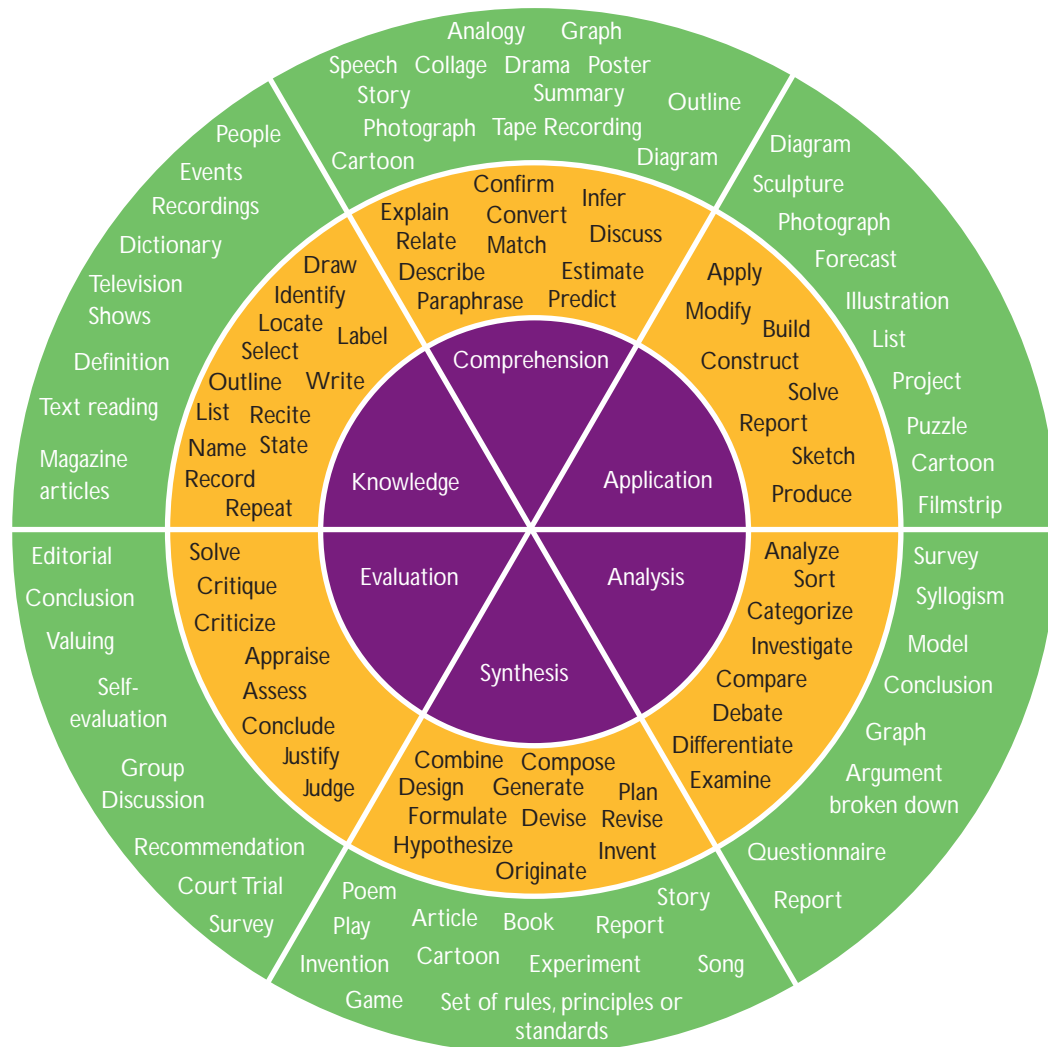 Analogy Graph
Speech Collage Drama Poster
Story Summary
Outline
Photograph Tape Recording
Cartoon Diagram
Confirm Infer
Explain Convert
Relate Match Discuss
Describe Estimate
Paraphrase Predict
Comprehension
Diagram
Sculpture
Photograph
Forecast
Illustration
List
Project
Puzzle
Cartoon
Filmstrip
Apply
Modify Build
Construct
Solve
Report
Sketch
Produce
Application
Survey
Syllogism
Model
Conclusion
Graph
Argument
broken down
Questionnaire
Report
Analyze
Sort
Categorize
Investigate
Compare
Debate
Differentiate
Examine
Analysis
Synthesis
Combine Compose
Design Generate Plan
Formulate Devise Revise
Hypothesize Invent
Originate
Poem Story
Play Article Book Report
Invention Cartoon Experiment Song
Game Set of rules, principles or
standards
Evaluation
Solve
Critique
Criticize
Appraise
Assess
Conclude
Justify
Judge
Editorial
Conclusion
Valuing
Self-
evaluation
Group
Discussion
Recommendation
Court Trial
Survey
Knowledge
Draw
Identify
Locate Label
Select
Outline Write
List Recite
Name State
Record
Repeat
People
Events
Recordings
Dictionary
Television
Shows
Definition
Text reading
Magazine
articles